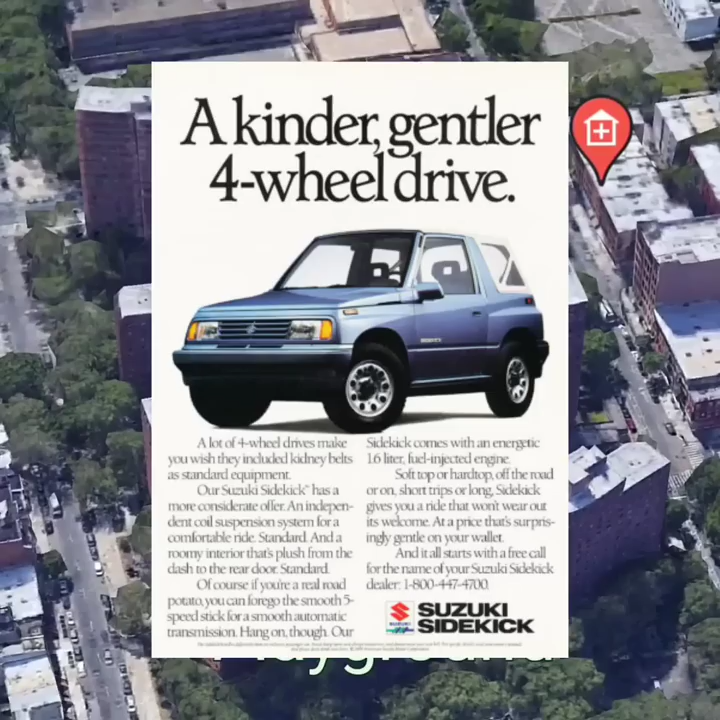 A kinder, gentler
4-wheel drive.
A lot of 4-wheel drives make
you wish they included kidney belts
as standard equipment.
Our Suzuki Sidekick™ has a
more considerate offer. An indepen-
dent coil suspension system for a
comfortable ride. Standard. And a
roomy interior that's plush from the
dash to the rear door. Standard.
Of course if you're a real road
potato, you can forego the smooth 5-
speed stick for a smooth automatic
transmission. Hang on, though. Our
Sidekick comes with an energetic
1.6 liter, fuel-injected engine.
Soft top or hardtop, off the road
or on, short trips or long, Sidekick
gives you a ride that won't wear out
its welcome. At a price that's surpris-
ingly gentle on your wallet.
And it all starts with a free call
for the name of your Suzuki Sidekick
dealer: 1-800-447-4700.
SUZUKI
SIDEKICK